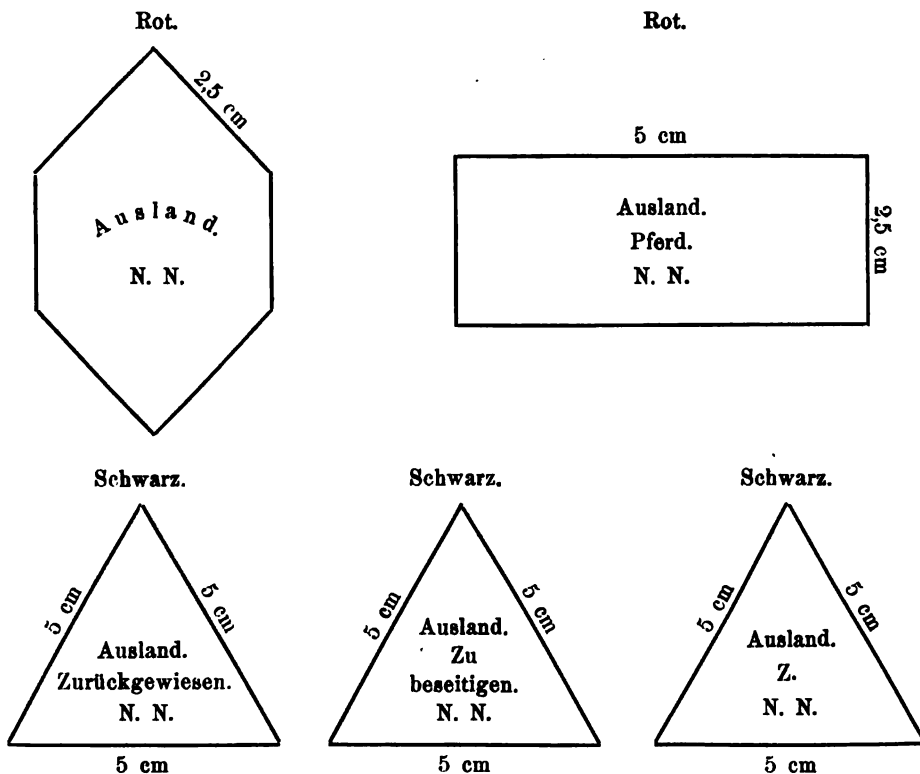 Rot.
2,5 cm
Ausland.
N. N.
Rot.
5 cm
Ausland.
Pferd.
N. N.
2,5 cm
Schwarz.
5 cm
5 cm
Ausland.
Zurückgewiesen.
N. N.
5 cm
Schwarz.
5 cm
5 cm
Ausland.
Zu
beseitigen.
N. N.
5 cm
Schwarz.
5 cm
5 cm
Ausland.
Z.
N. N.
5 cm